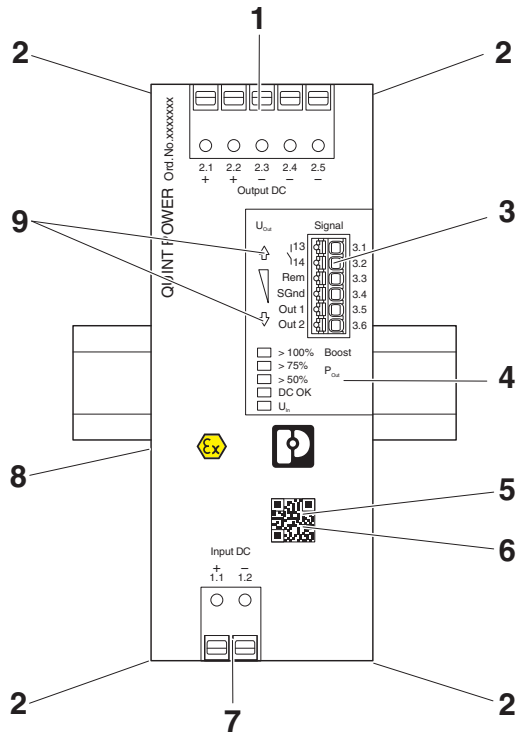 1
2
2
QUINT POWER Ord.No.xxxxxxx
2.1 2.2 2.3 2.4 2.5
+ + – – –
Output DC
9
3
UOut
Signal
13 3.1
14 3.2
Rem 3.3
SGnd 3.4
Out 1 3.5
Out 2 3.6
> 100% Boost
> 75%
POut
> 50%
DC OK
Uin
4
Ex
8
5
6
Input DC
+ –
1.1 1.2
2
7
2